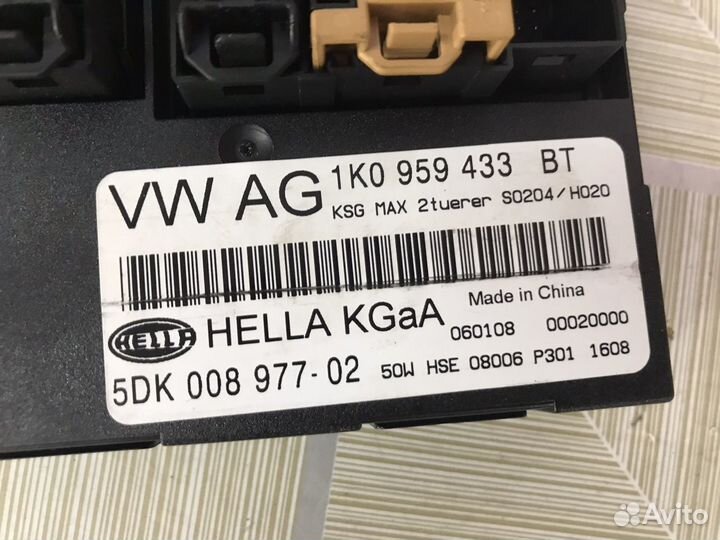 VW AG 1K0 959 433 BT
KSG MAX 2tuerer S0204/H020
HELLA HELLA KGaA Made in China
060108 00020000
5DK 008 977-02 50W HSE 08006 P301 1608
Avito